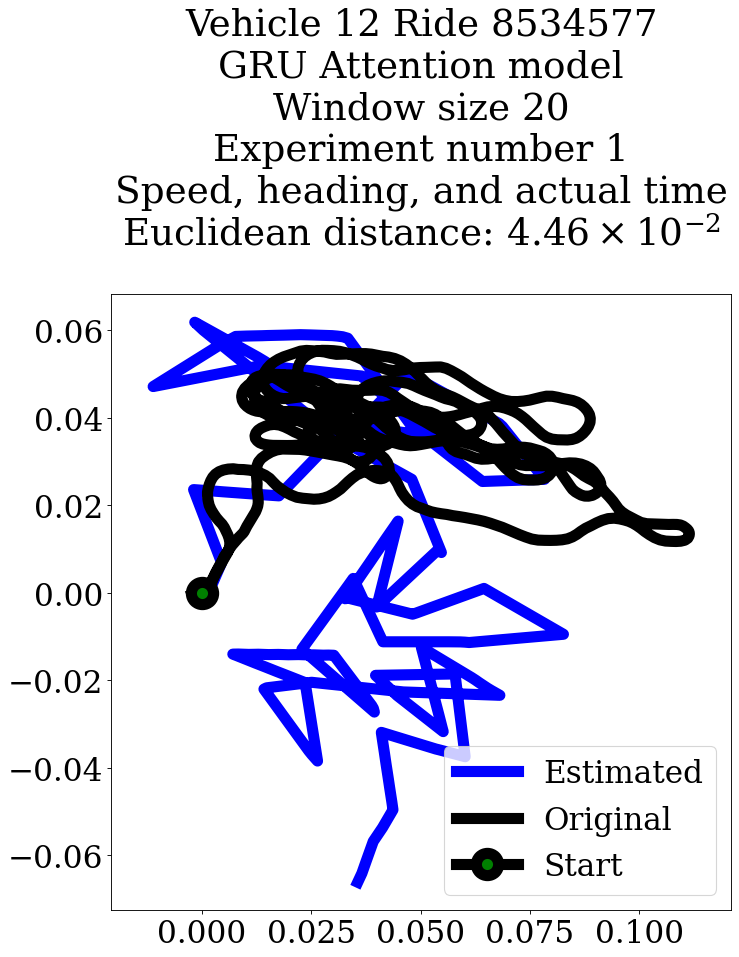 Vehicle 12 Ride 8534577
GRU Attention model
Window size 20
Experiment number 1
Speed, heading, and actual time
Euclidean distance: 4.46 × 10⁻²
0.06
0.04
0.02
0.00
−0.02
−0.04
−0.06
Estimated
Original
Start
0.000 0.025 0.050 0.075 0.100